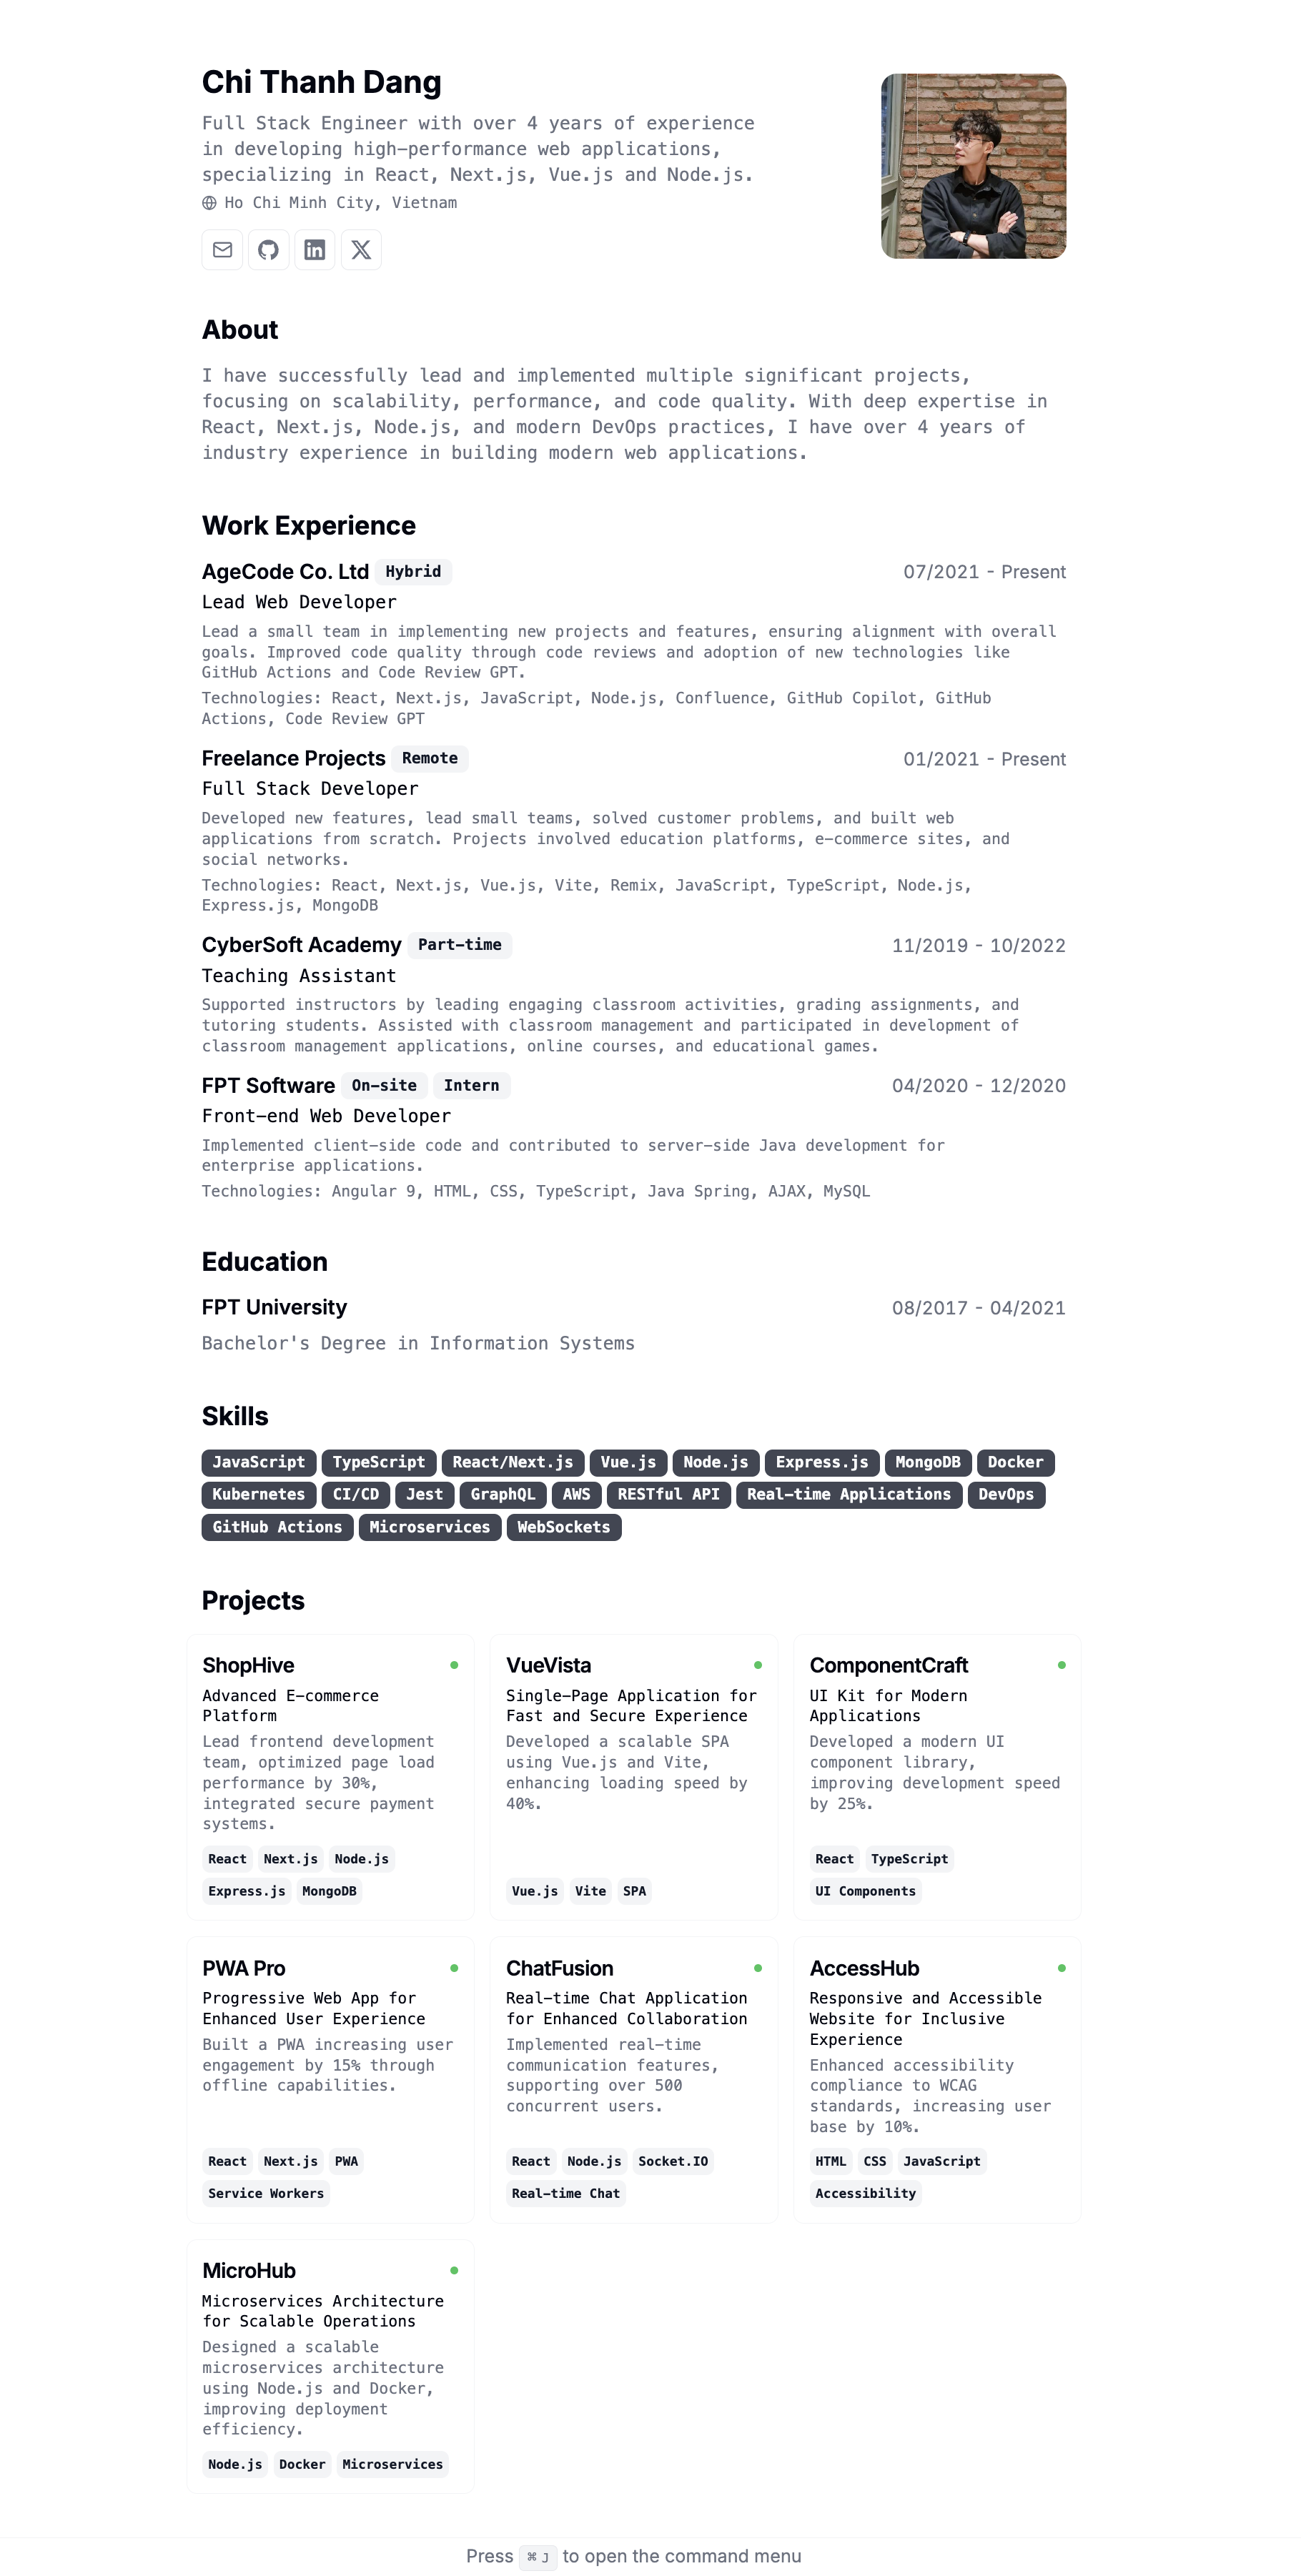 Chi Thanh Dang
Full Stack Engineer with over 4 years of experience
in developing high-performance web applications,
specializing in React, Next.js, Vue.js and Node.js.
Ho Chi Minh City, Vietnam
About
I have successfully lead and implemented multiple significant projects,
focusing on scalability, performance, and code quality. With deep expertise in
React, Next.js, Node.js, and modern DevOps practices, I have over 4 years of
industry experience in building modern web applications.
Work Experience
AgeCode Co. Ltd Hybrid 07/2021 - Present
Lead Web Developer
Lead a small team in implementing new projects and features, ensuring alignment with overall
goals. Improved code quality through code reviews and adoption of new technologies like
GitHub Actions and Code Review GPT.
Technologies: React, Next.js, JavaScript, Node.js, Confluence, GitHub Copilot, GitHub
Actions, Code Review GPT
Freelance Projects Remote 01/2021 - Present
Full Stack Developer
Developed new features, lead small teams, solved customer problems, and built web
applications from scratch. Projects involved education platforms, e-commerce sites, and
social networks.
Technologies: React, Next.js, Vue.js, Vite, Remix, JavaScript, TypeScript, Node.js,
Express.js, MongoDB
CyberSoft Academy Part-time 11/2019 - 10/2022
Teaching Assistant
Supported instructors by leading engaging classroom activities, grading assignments, and
tutoring students. Assisted with classroom management and participated in development of
classroom management applications, online courses, and educational games.
FPT Software On-site Intern 04/2020 - 12/2020
Front-end Web Developer
Implemented client-side code and contributed to server-side Java development for
enterprise applications.
Technologies: Angular 9, HTML, CSS, TypeScript, Java Spring, AJAX, MySQL
Education
FPT University 08/2017 - 04/2021
Bachelor's Degree in Information Systems
Skills
JavaScript TypeScript React/Next.js Vue.js Node.js Express.js MongoDB Docker
Kubernetes CI/CD Jest GraphQL AWS RESTful API Real-time Applications DevOps
GitHub Actions Microservices WebSockets
Projects
ShopHive
Advanced E-commerce
Platform
Lead frontend development
team, optimized page load
performance by 30%,
integrated secure payment
systems.
React Next.js Node.js
Express.js MongoDB
VueVista
Single-Page Application for
Fast and Secure Experience
Developed a scalable SPA
using Vue.js and Vite,
enhancing loading speed by
40%.
Vue.js Vite SPA
ComponentCraft
UI Kit for Modern
Applications
Developed a modern UI
component library,
improving development speed
by 25%.
React TypeScript
UI Components
PWA Pro
Progressive Web App for
Enhanced User Experience
Built a PWA increasing user
engagement by 15% through
offline capabilities.
React Next.js PWA
Service Workers
ChatFusion
Real-time Chat Application
for Enhanced Collaboration
Implemented real-time
communication features,
supporting over 500
concurrent users.
React Node.js Socket.IO
Real-time Chat
AccessHub
Responsive and Accessible
Website for Inclusive
Experience
Enhanced accessibility
compliance to WCAG
standards, increasing user
base by 10%.
HTML CSS JavaScript
Accessibility
MicroHub
Microservices Architecture
for Scalable Operations
Designed a scalable
microservices architecture
using Node.js and Docker,
improving deployment
efficiency.
Node.js Docker Microservices
Press ⌘ J to open the command menu